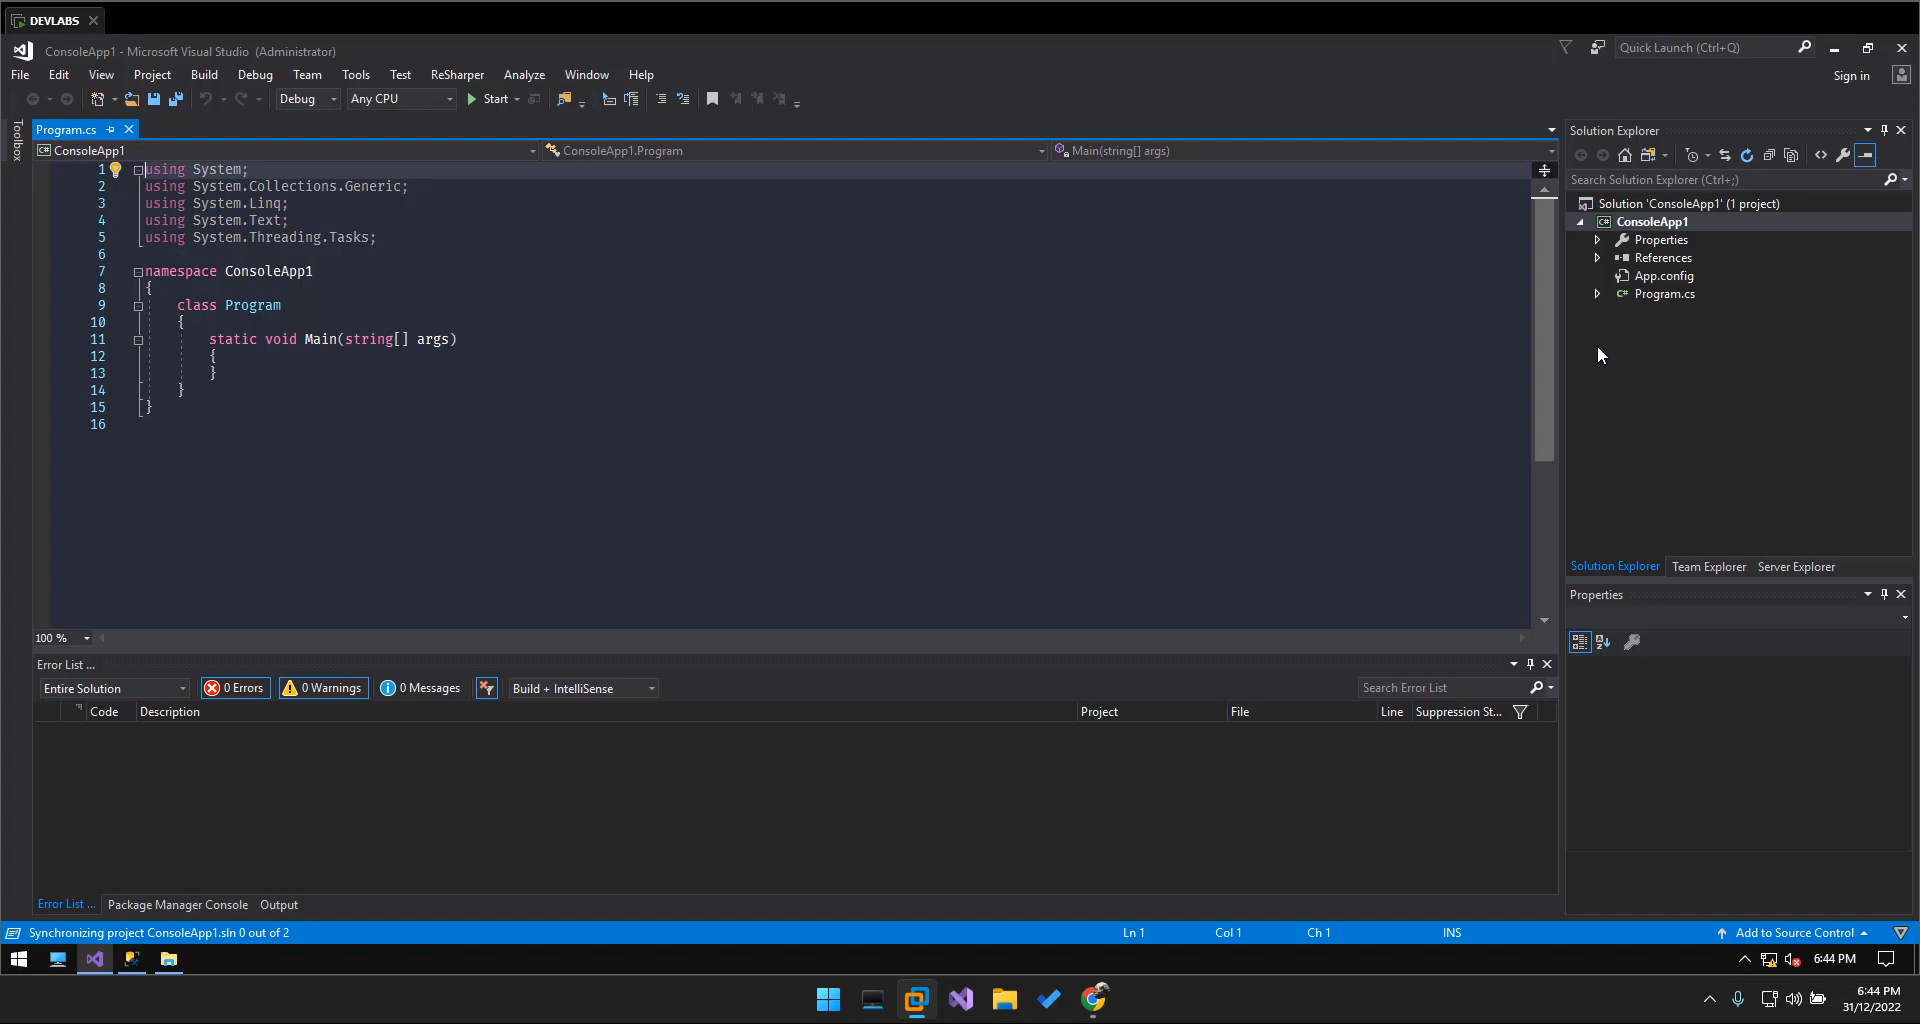 DEVLABS
ConsoleApp1 - Microsoft Visual Studio (Administrator)
Quick Launch (Ctrl+Q)
File Edit View Project Build Debug Team Tools Test ReSharper Analyze Window Help
Sign in
Debug Any CPU Start
Toolbox
Program.cs
ConsoleApp1 ConsoleApp1.Program Main(string[] args)
1 using System;
2 using System.Collections.Generic;
3 using System.Linq;
4 using System.Text;
5 using System.Threading.Tasks;
6
7 namespace ConsoleApp1
8 {
9 class Program
10 {
11 static void Main(string[] args)
12 {
13 }
14 }
15 }
16
100 %
Solution Explorer
Search Solution Explorer (Ctrl+;)
Solution 'ConsoleApp1' (1 project)
C# ConsoleApp1
Properties
References
App.config
C# Program.cs
Solution Explorer Team Explorer Server Explorer
Properties
Error List ...
Entire Solution 0 Errors 0 Warnings 0 Messages Build + IntelliSense Search Error List
Code Description Project File Line Suppression St...
Error List ... Package Manager Console Output
Synchronizing project ConsoleApp1.sln 0 out of 2 Ln 1 Col 1 Ch 1 INS Add to Source Control
6:44 PM
6:44 PM
31/12/2022